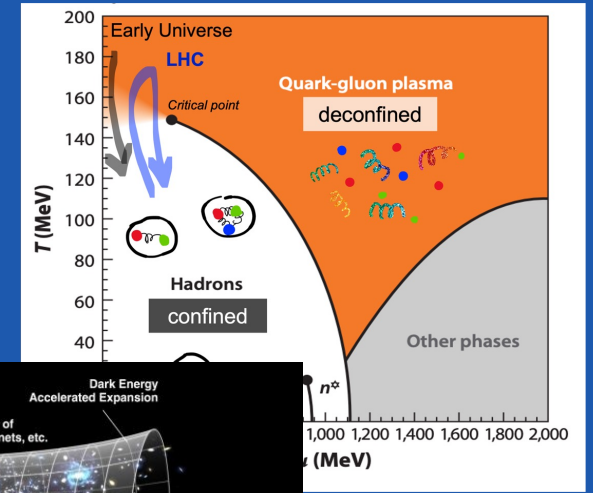 200
Early Universe
180
LHC
Quark-gluon plasma
160
Critical point
deconfined
140
120
T (MeV)
100
80
Hadrons
60
confined
40
Other phases
Dark Energy
Accelerated Expansion
n*
of
nets, etc.
1,000 1,200 1,400 1,600 1,800 2,000
(MeV)